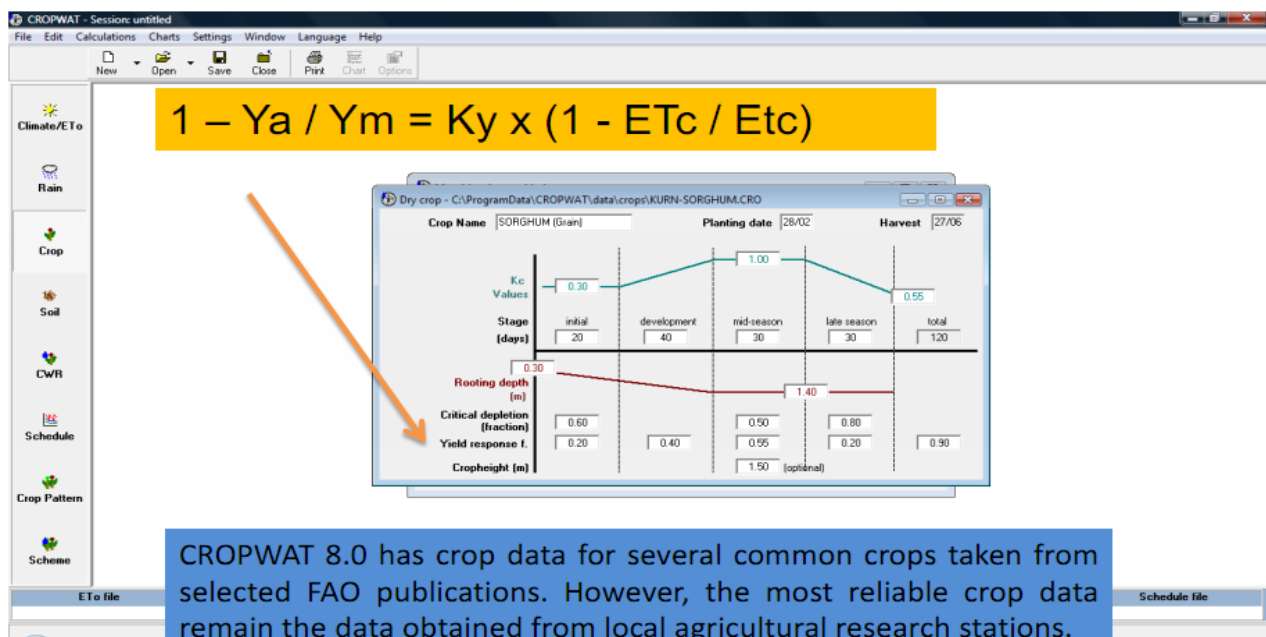 CROPWAT - Session: untitled
File Edit Calculations Charts Settings Window Language Help
New Open Save Close Print Chart Options
1 – Ya / Ym = Ky x (1 - ETc / Etc)
Climate/ETo
Rain
Crop
Soil
CWR
Schedule
Crop Pattern
Scheme
Dry crop - C:\ProgramData\CROPWAT\data\crops\KURN-SORGHUM.CRO
Crop Name SORGHUM (Grain) Planting date 28/02 Harvest 27/06
Kc Values 0.30 1.00 0.55
Stage initial development mid-season late season total
(days) 20 40 30 30 120
Rooting depth (m) 0.30 1.40
Critical depletion (fraction) 0.60 0.50 0.80
Yield response f. 0.20 0.40 0.55 0.20 0.90
Cropheight (m) 1.50 (optional)
CROPWAT 8.0 has crop data for several common crops taken from
selected FAO publications. However, the most reliable crop data
remain the data obtained from local agricultural research stations.
ETo file Schedule file